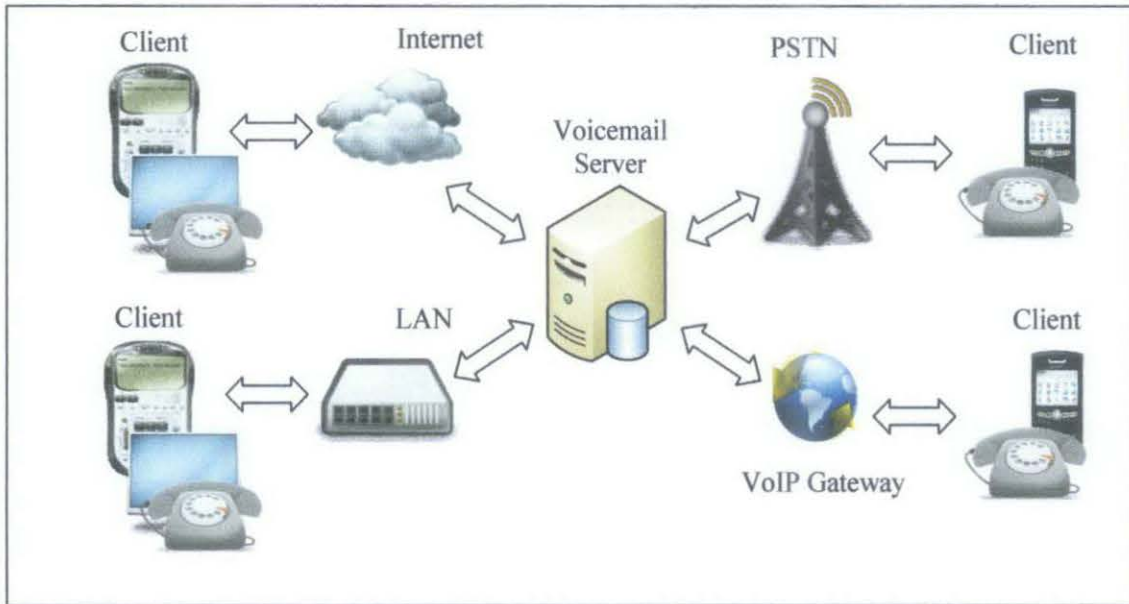 Client
Internet
PSTN
Client
Voicemail
Server
Client
LAN
Client
VoIP Gateway